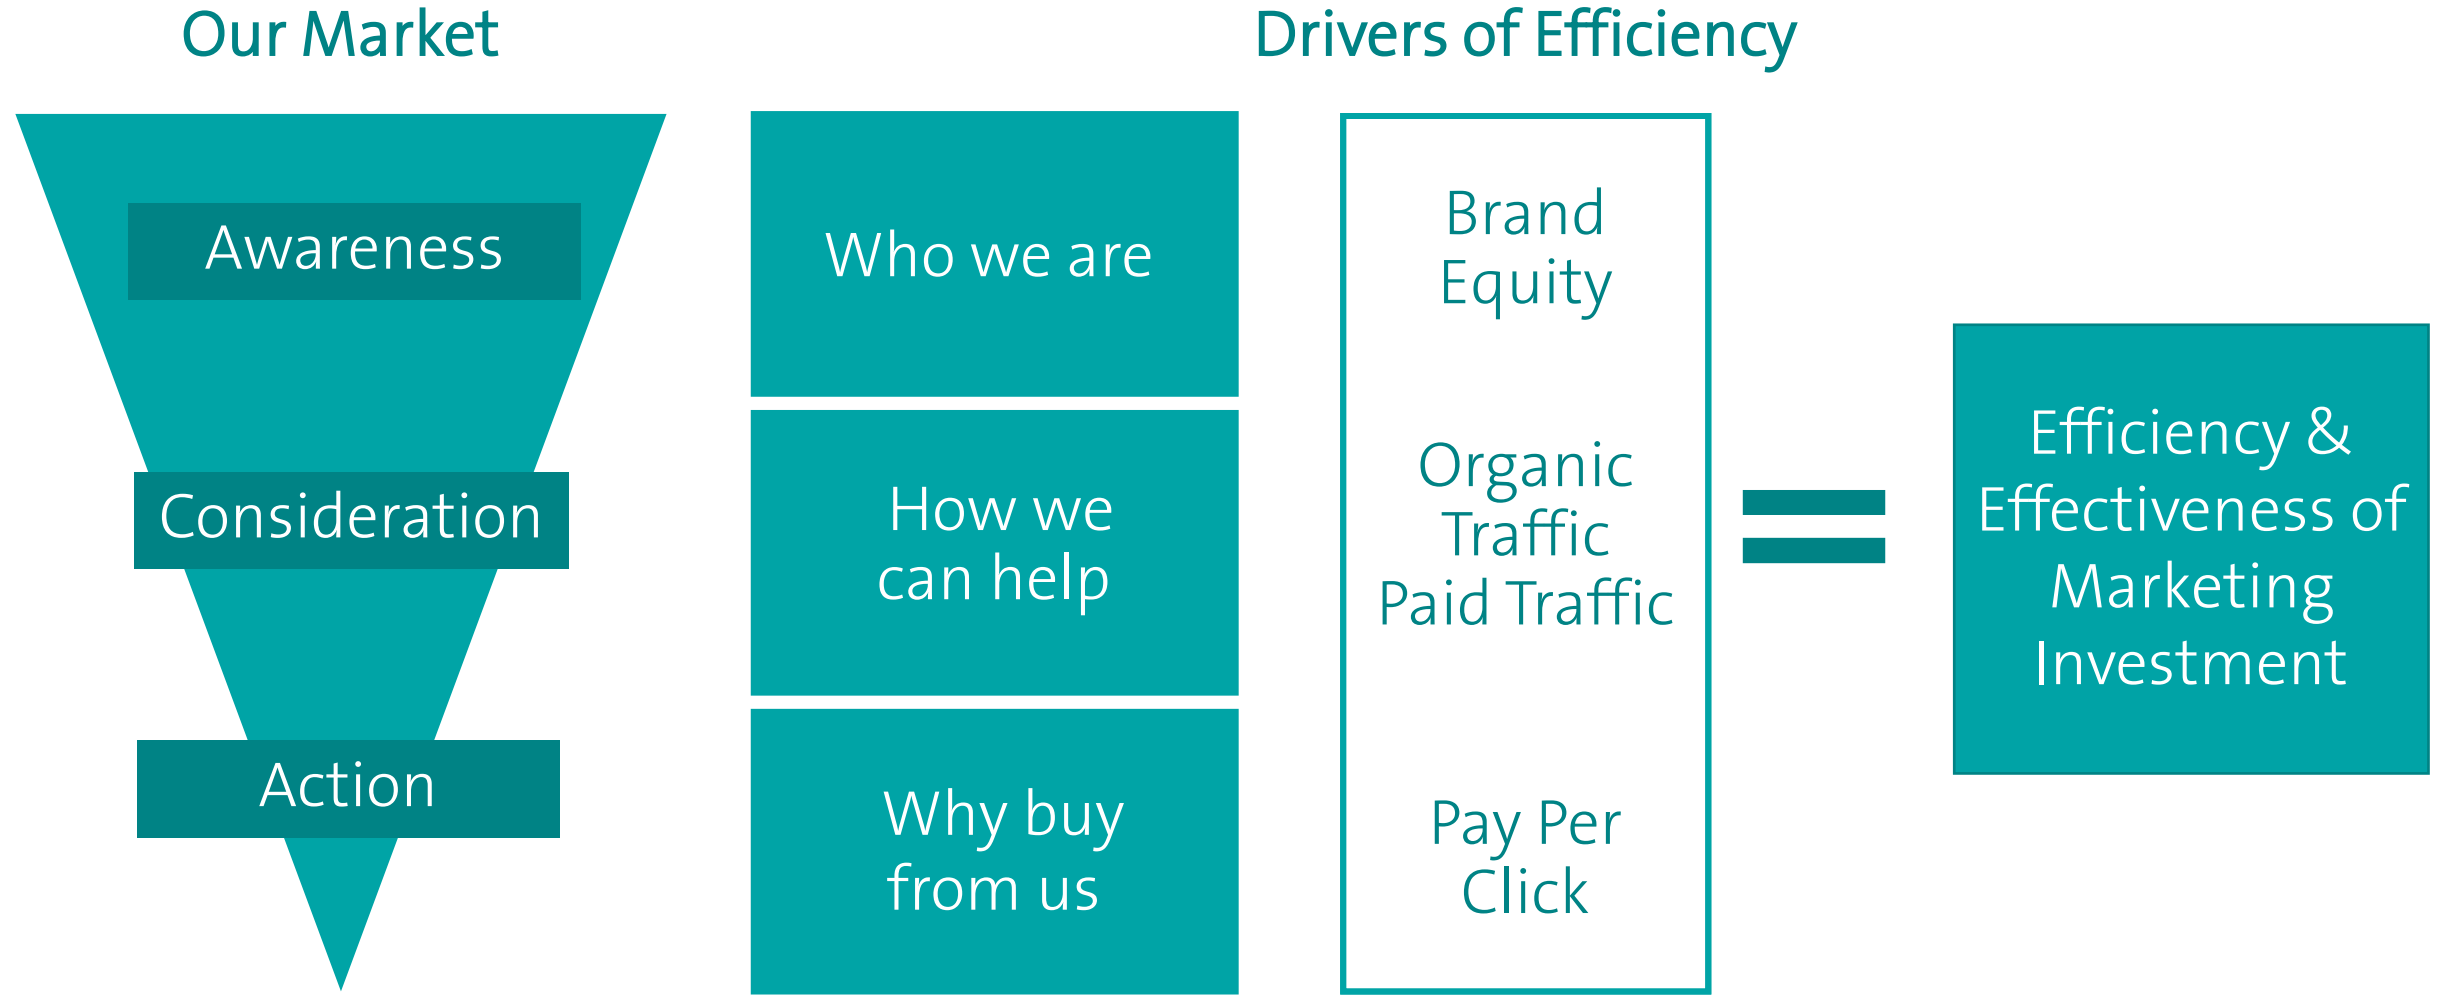 Our Market
Drivers of Efficiency
Awareness
Consideration
Action
Who we are
How we
can help
Why buy
from us
Brand
Equity
Organic
Traffic
Paid Traffic
Pay Per
Click
=
Efficiency &
Effectiveness of
Marketing
Investment